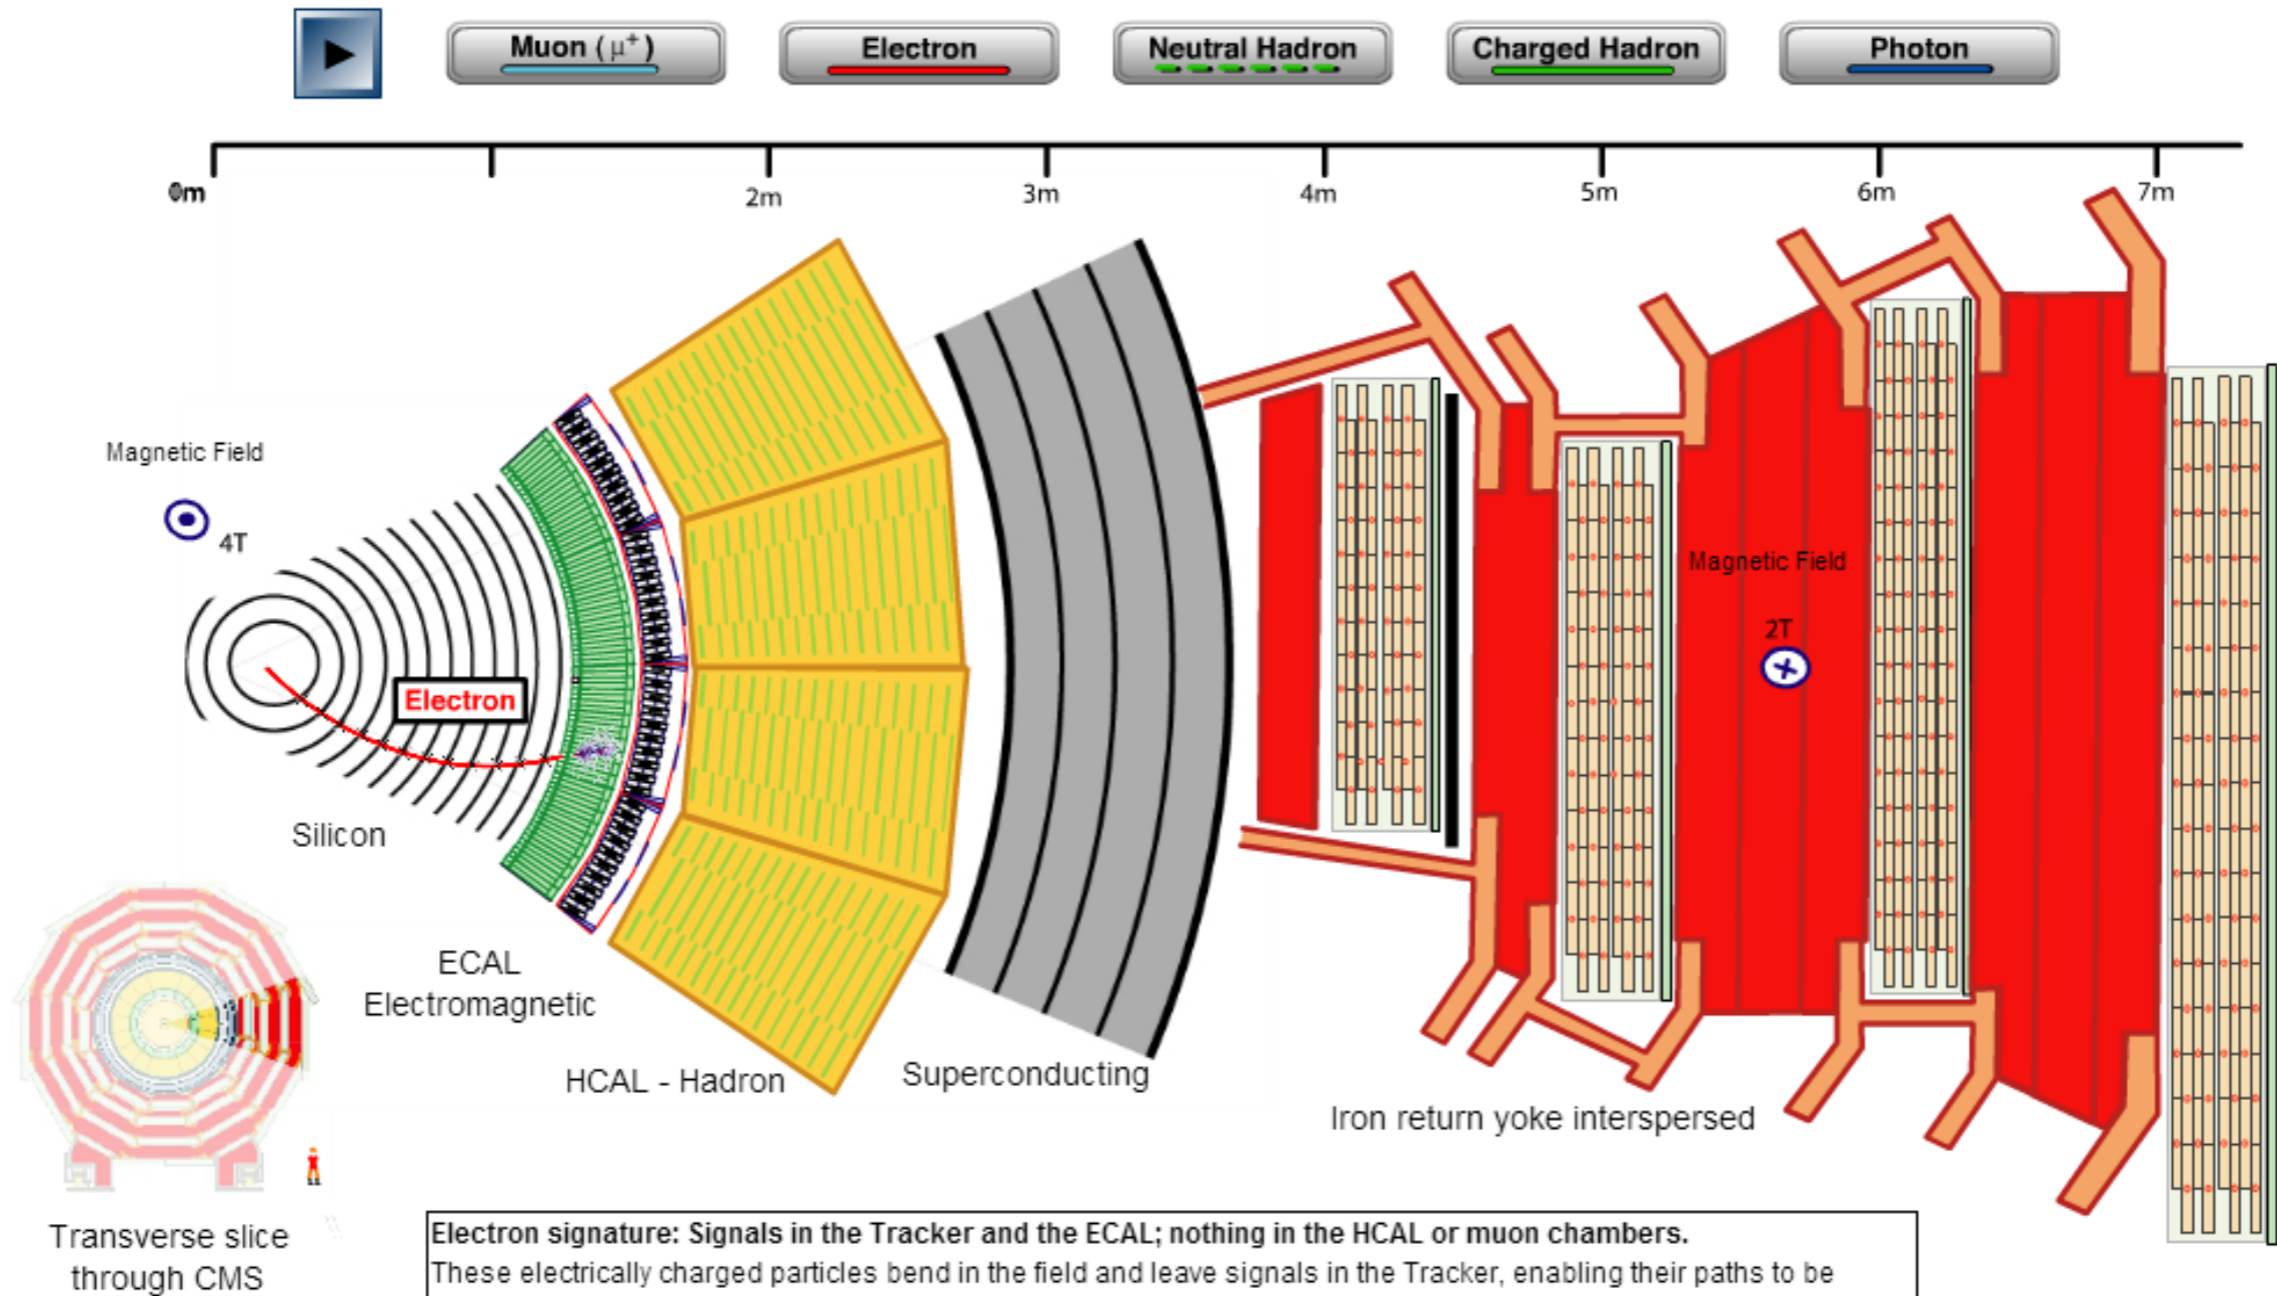 Muon (μ⁺)
Electron
Neutral Hadron
Charged Hadron
Photon
0m
2m
3m
4m
5m
6m
7m
Magnetic Field
4T
Magnetic Field
2T
Electron
Silicon
ECAL
Electromagnetic
HCAL - Hadron
Superconducting
Iron return yoke interspersed
Transverse slice
through CMS
Electron signature: Signals in the Tracker and the ECAL; nothing in the HCAL or muon chambers.
These electrically charged particles bend in the field and leave signals in the Tracker, enabling their paths to be